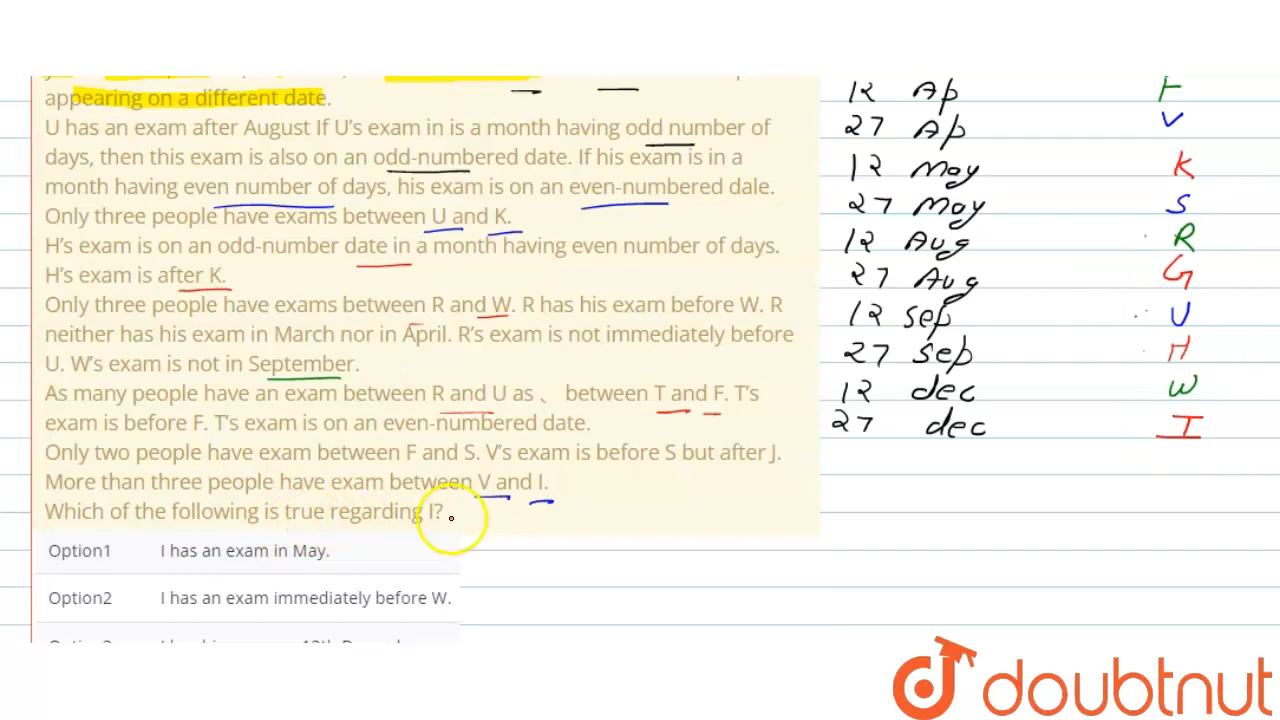 appearing on a different date.
U has an exam after August If U's exam in is a month having odd number of
days, then this exam is also on an odd-numbered date. If his exam is in a
month having even number of days, his exam is on an even-numbered dale.
Only three people have exams between U and K.
H's exam is on an odd-number date in a month having even number of days.
H's exam is after K.
Only three people have exams between R and W. R has his exam before W. R
neither has his exam in March nor in April. R's exam is not immediately before
U. W's exam is not in September.
As many people have an exam between R and U as、 between T and F. T's
exam is before F. T's exam is on an even-numbered date.
Only two people have exam between F and S. V's exam is before S but after J.
More than three people have exam between V and I.
Which of the following is true regarding I?
Option1 I has an exam in May.
Option2 I has an exam immediately before W.
12 Ap
27 Ap V
12 May K
27 May S
12 Aug R
27 Aug G
12 sep U
27 sep H
12 dec W
27 dec I
doubtnut